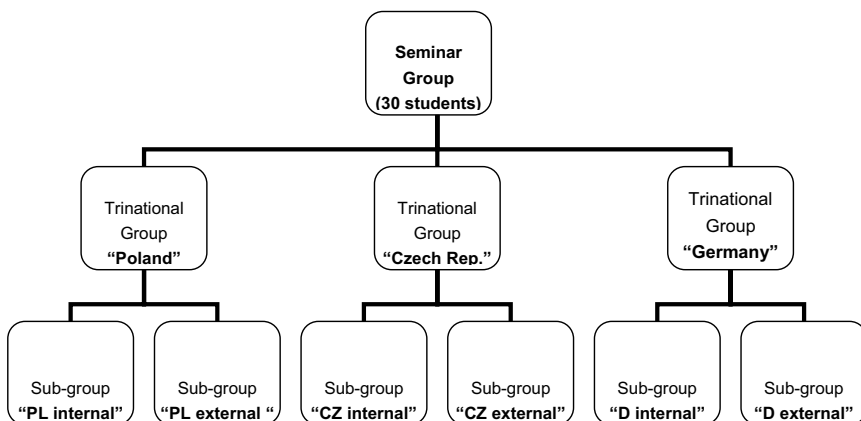 Seminar
Group
(30 students)
Trinational
Group
“Poland”
Trinational
Group
“Czech Rep.”
Trinational
Group
“Germany”
Sub-group
“PL internal”
Sub-group
“PL external “
Sub-group
“CZ internal”
Sub-group
“CZ external”
Sub-group
“D internal”
Sub-group
“D external”